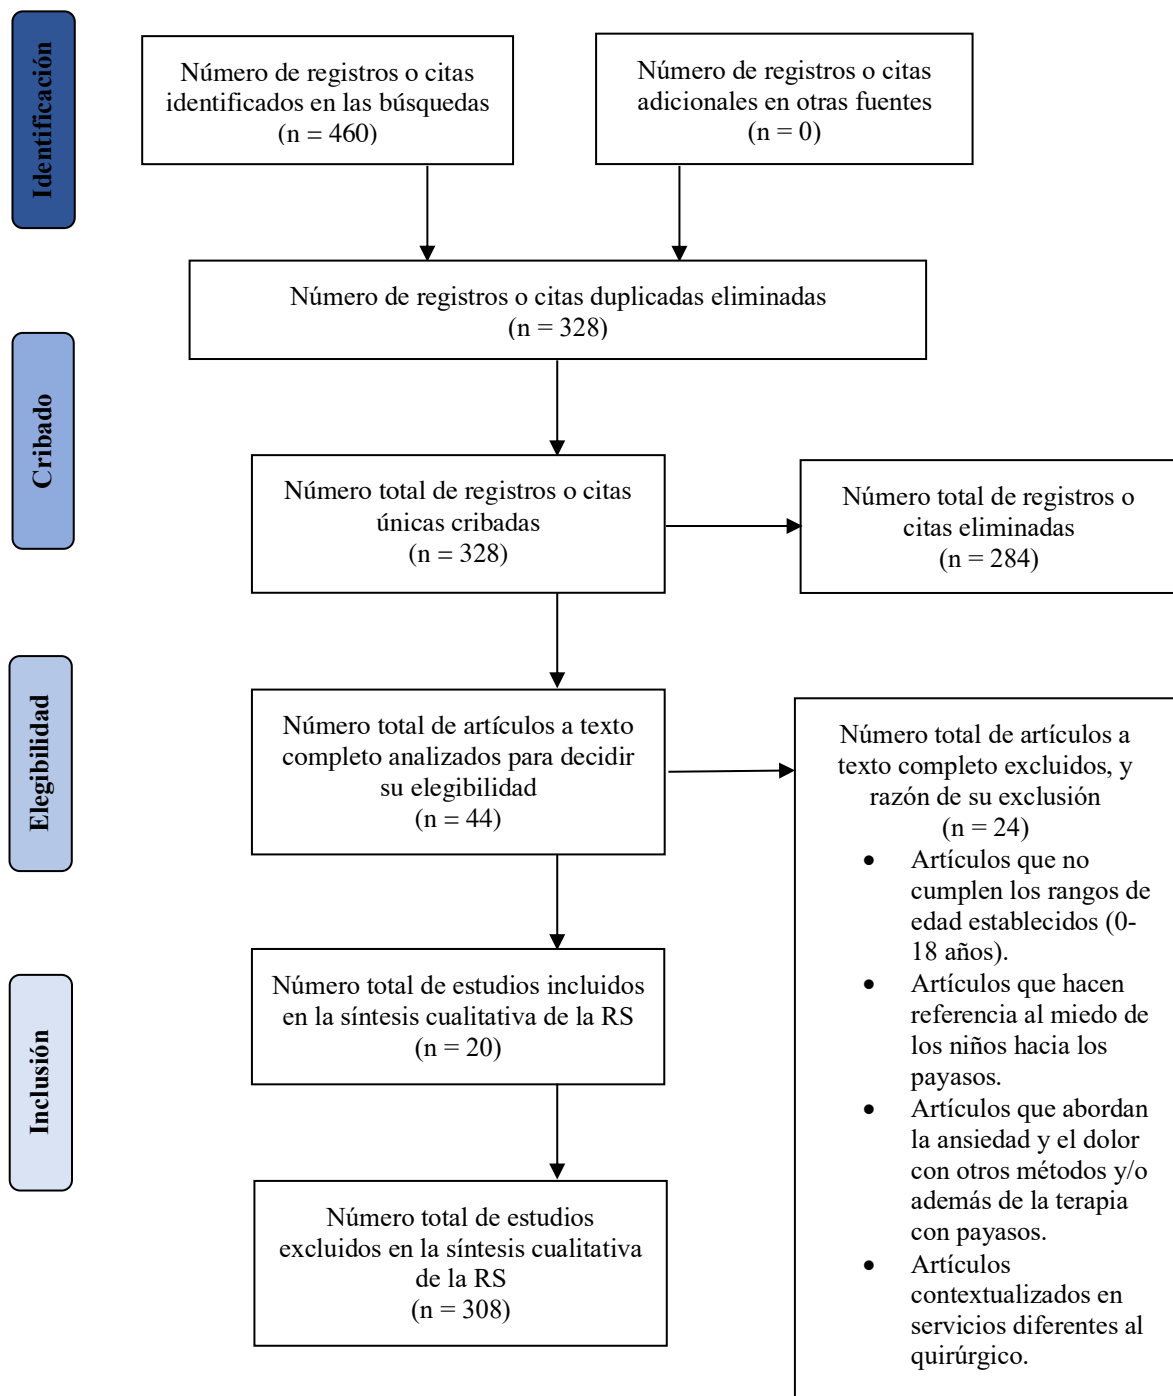 Identificación
Número de registros o citas
identificados en las búsquedas
(n = 460)
Número de registros o citas
adicionales en otras fuentes
(n = 0)
Número de registros o citas duplicadas eliminadas
(n = 328)
Cribado
Número total de registros o citas
únicas cribadas
(n = 328)
Número total de registros o
citas eliminadas
(n = 284)
Elegibilidad
Número total de artículos a texto
completo analizados para decidir
su elegibilidad
(n = 44)
Número total de artículos a
texto completo excluidos, y
razón de su exclusión
(n = 24)
• Artículos que no
cumplen los rangos de
edad establecidos (0-
18 años).
• Artículos que hacen
referencia al miedo de
los niños hacia los
payasos.
• Artículos que abordan
la ansiedad y el dolor
con otros métodos y/o
además de la terapia
con payasos.
• Artículos
contextualizados en
servicios diferentes al
quirúrgico.
Inclusión
Número total de estudios incluidos
en la síntesis cualitativa de la RS
(n = 20)
Número total de estudios
excluidos en la síntesis cualitativa
de la RS
(n = 308)